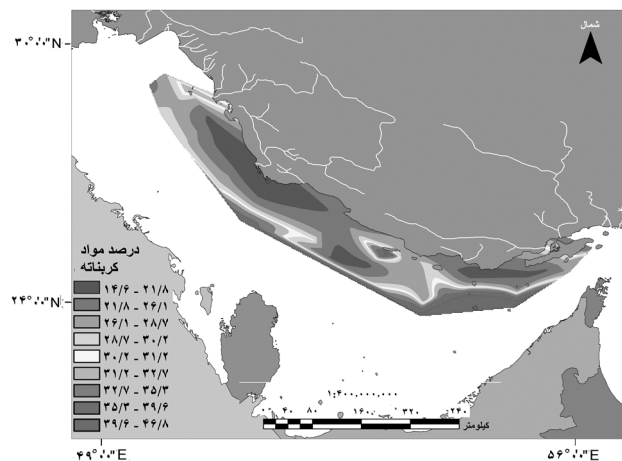 ۳۰°۰'۰"N
شمال
درصد مواد
کربناته
۱۴/۶ - ۲۱/۸
۲۱/۸ - ۲۶/۱
۲۶/۱ - ۲۸/۷
۲۸/۷ - ۳۰/۲
۳۰/۲ - ۳۱/۲
۳۱/۲ - ۳۲/۷
۳۲/۷ - ۳۵/۳
۳۵/۳ - ۳۹/۶
۳۹/۶ - ۴۶/۸
۲۴°۰'۰"N
۱:۴۰۰,۰۰۰,۰۰۰
۴۰ ۸۰ ۱۶۰ ۳۲۰ ۲۴۰
کیلومتر
۴۹°۰'۰"E
۵۶°۰'۰"E